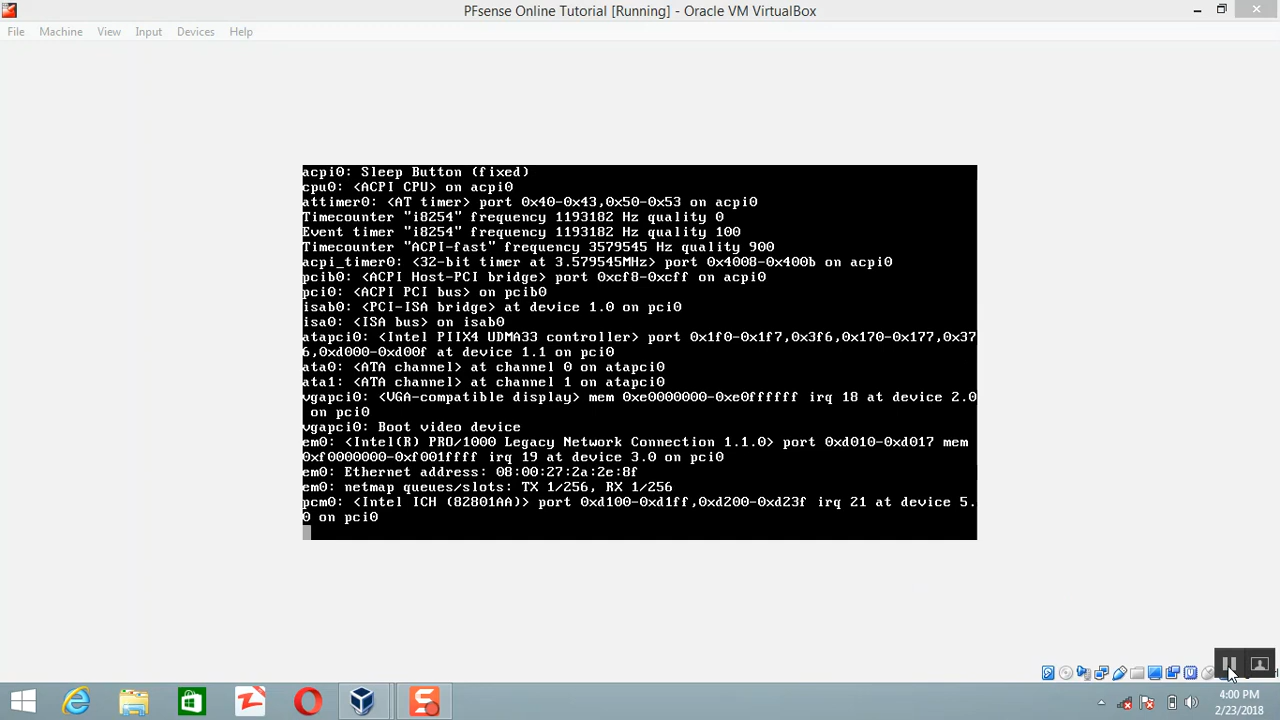 PFsense Online Tutorial [Running] - Oracle VM VirtualBox
File Machine View Input Devices Help
acpi0: Sleep Button (fixed)
cpu0: <ACPI CPU> on acpi0
attimer0: <AT timer> port 0x40-0x43,0x50-0x53 on acpi0
Timecounter "i8254" frequency 1193182 Hz quality 0
Event timer "i8254" frequency 1193182 Hz quality 100
Timecounter "ACPI-fast" frequency 3579545 Hz quality 900
acpi_timer0: <32-bit timer at 3.579545MHz> port 0x4008-0x400b on acpi0
pcib0: <ACPI Host-PCI bridge> port 0xcf8-0xcff on acpi0
pci0: <ACPI PCI bus> on pcib0
isab0: <PCI-ISA bridge> at device 1.0 on pci0
isa0: <ISA bus> on isab0
atapci0: <Intel PIIX4 UDMA33 controller> port 0x1f0-0x1f7,0x3f6,0x170-0x177,0x37
6,0xd000-0xd00f at device 1.1 on pci0
ata0: <ATA channel> at channel 0 on atapci0
ata1: <ATA channel> at channel 1 on atapci0
vgapci0: <VGA-compatible display> mem 0xe0000000-0xe0ffffff irq 18 at device 2.0
on pci0
vgapci0: Boot video device
em0: <Intel(R) PRO/1000 Legacy Network Connection 1.1.0> port 0xd010-0xd017 mem
0xf0000000-0xf001ffff irq 19 at device 3.0 on pci0
em0: Ethernet address: 08:00:27:2a:2e:8f
em0: netmap queues/slots: TX 1/256, RX 1/256
pcm0: <Intel ICH (82801AA)> port 0xd100-0xd1ff,0xd200-0xd23f irq 21 at device 5.
0 on pci0
4:00 PM
2/23/2018